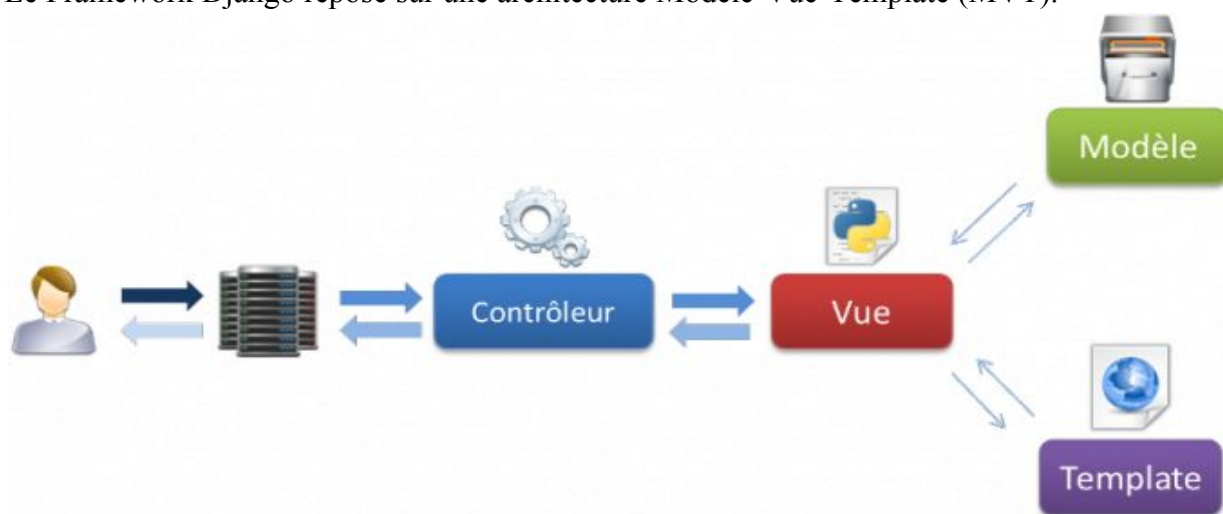 Le Framework Django repose sur une architecture Modèle-Vue-Template (MVT).
Modèle
Contrôleur
Vue
Template